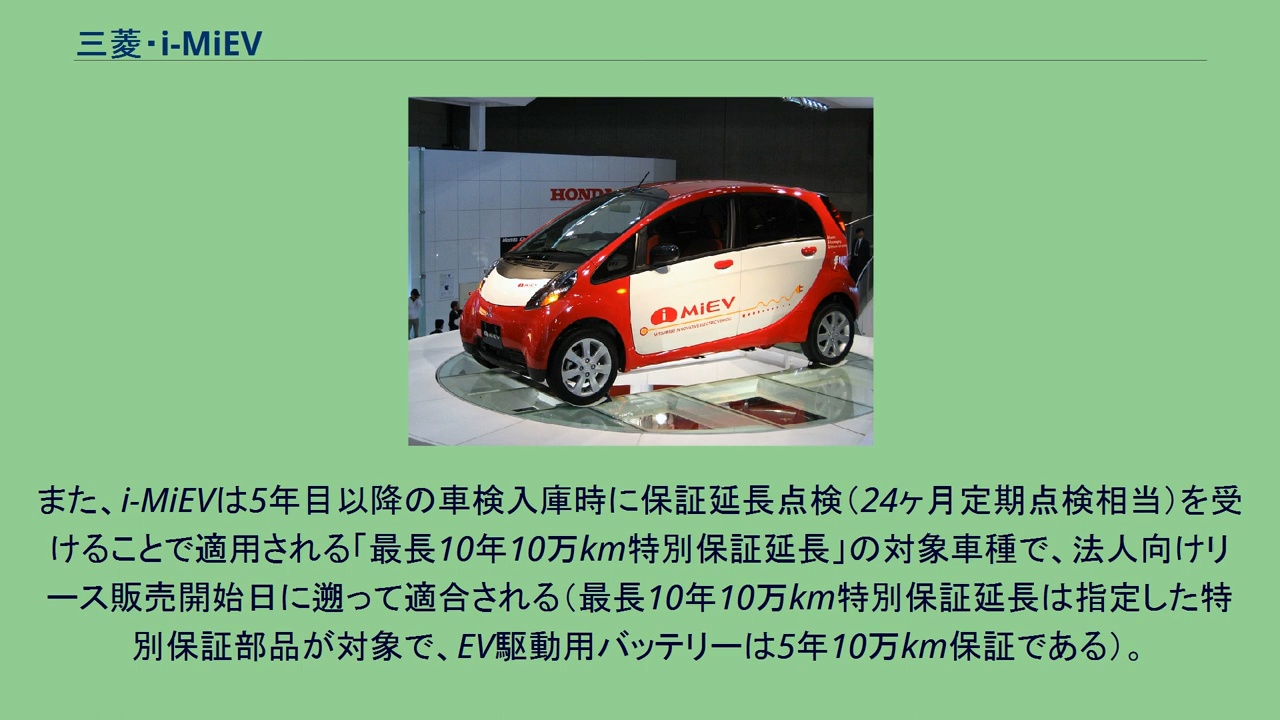 三菱・i-MiEV
HONDA
i MiEV
i MiEV
MITSUBISHI INNOVATIVE ELECTRIC VEHICLE
i MiEV
また、i-MiEVは5年目以降の車検入庫時に保証延長点検（24ヶ月定期点検相当）を受
けることで適用される「最長10年10万km特別保証延長」の対象車種で、法人向けリ
ース販売開始日に遡って適合される（最長10年10万km特別保証延長は指定した特
別保証部品が対象で、EV駆動用バッテリーは5年10万km保証である）。